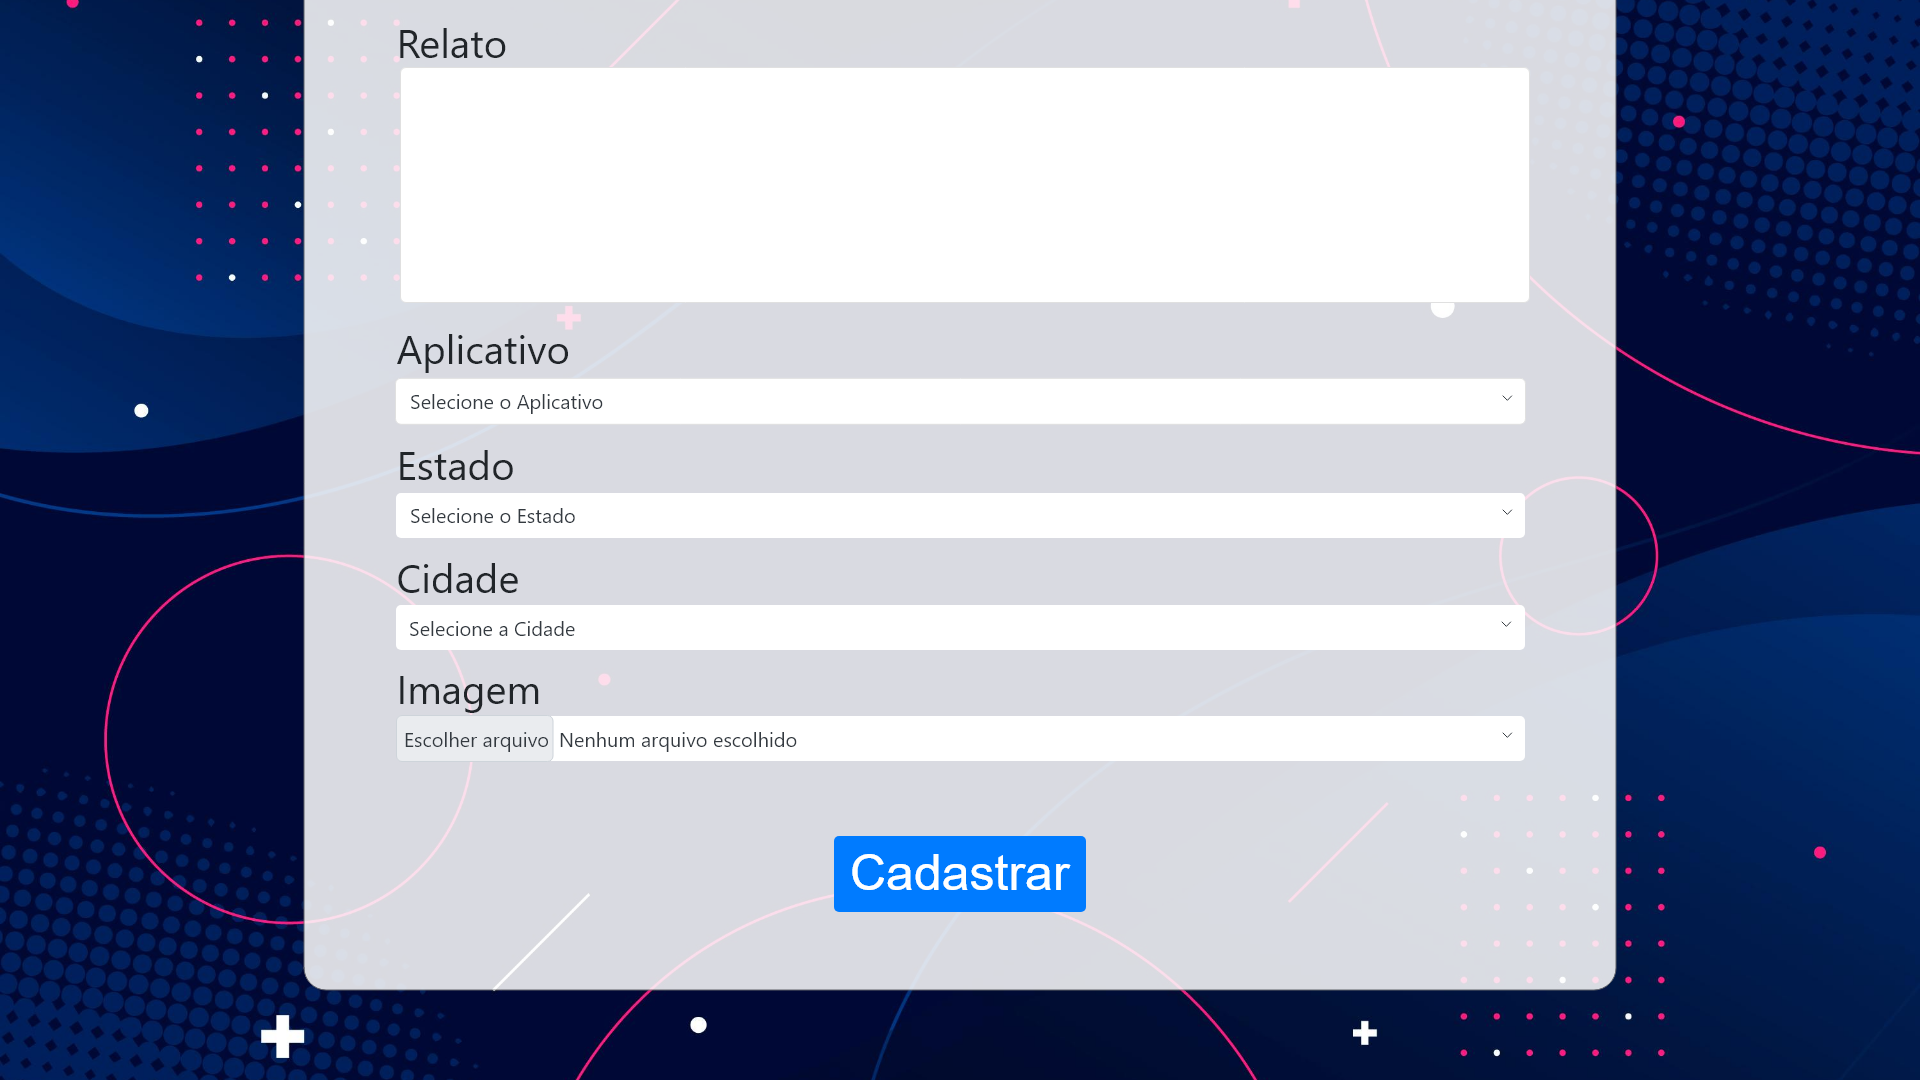 Relato
Aplicativo
Selecione o Aplicativo
Estado
Selecione o Estado
Cidade
Selecione a Cidade
Imagem
Escolher arquivo Nenhum arquivo escolhido
Cadastrar